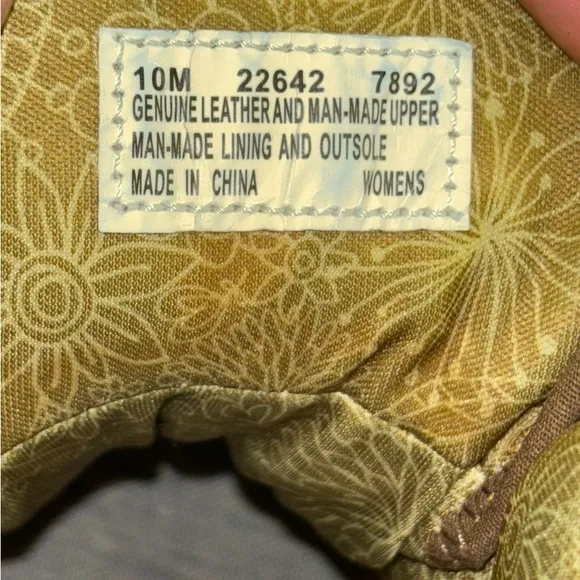 10M 22642 7892
GENUINE LEATHER AND MAN-MADE UPPER
MAN-MADE LINING AND OUTSOLE
MADE IN CHINA WOMENS